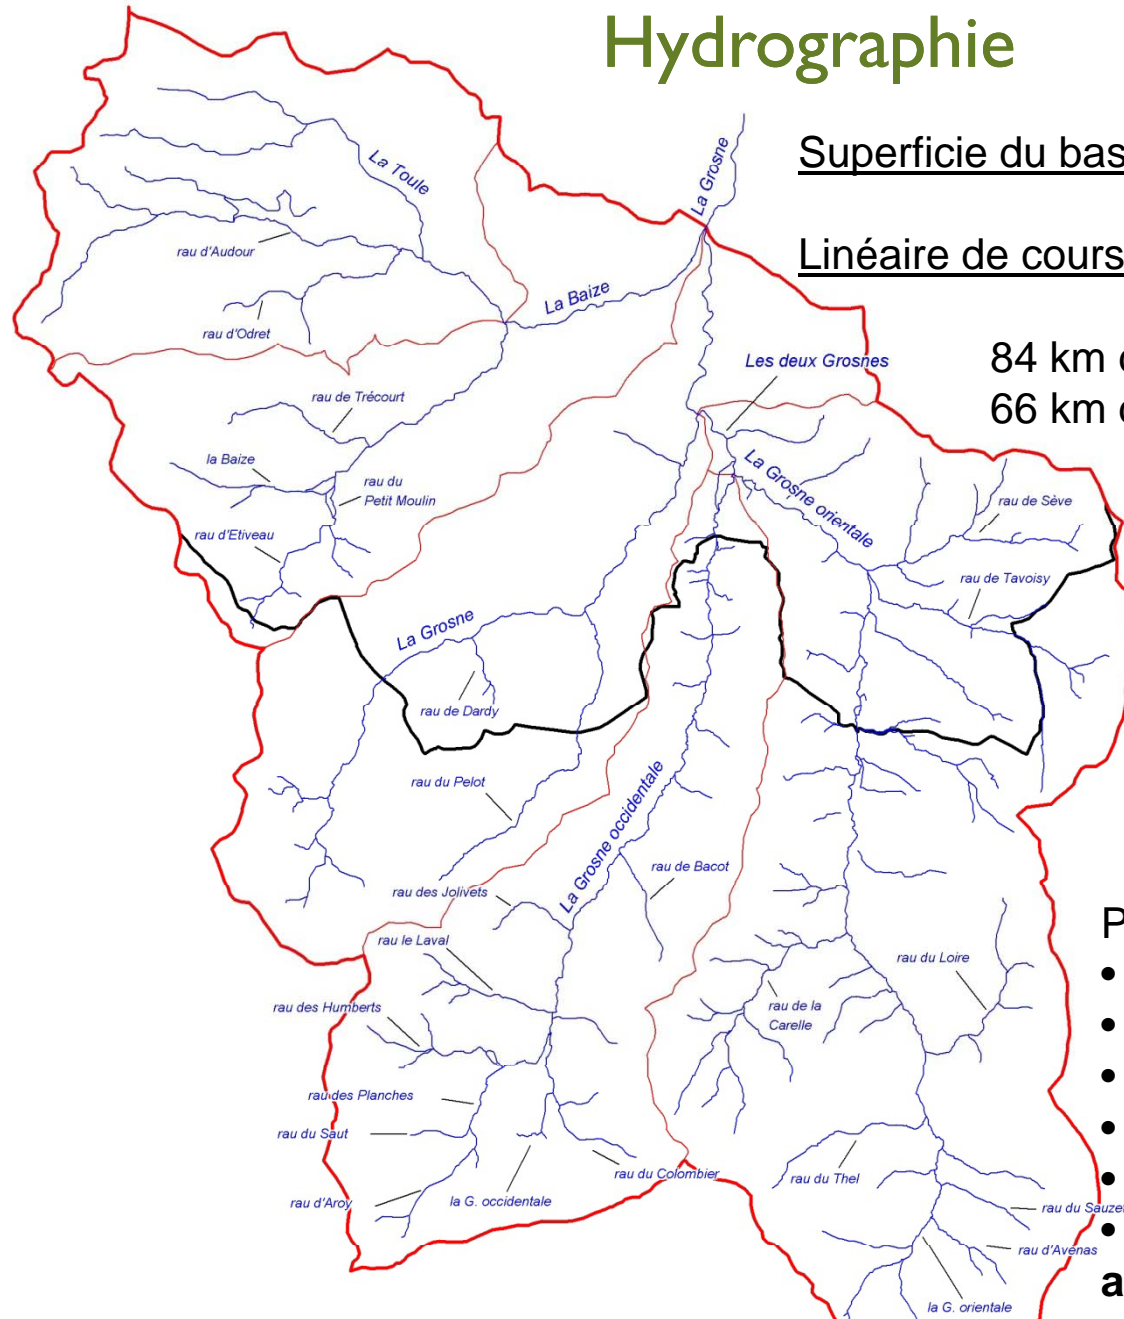 Hydrographie
Superficie du bas
Linéaire de cours
84 km
66 km
La Grosne
La Toule
rau d'Audour
La Baize
rau d'Odret
Les deux Grosnes
rau de Trécourt
La Grosne orientale
la Baize
rau du
Petit Moulin
rau de Sève
rau d'Etiveau
rau de Tavoisy
La Grosne
rau de Dardy
rau du Pelot
La Grosne occidentale
rau de Bacot
rau des Jolivets
P
rau le Laval
rau du Loire
•
rau des Humberts
rau de la
Carelle
•
•
rau des Planches
rau du Saut
•
rau du Colombier
rau du Thel
•
rau d'Aroy
la G. occidentale
rau du Sauzet
•
rau d'Avenas
a
la G. orientale